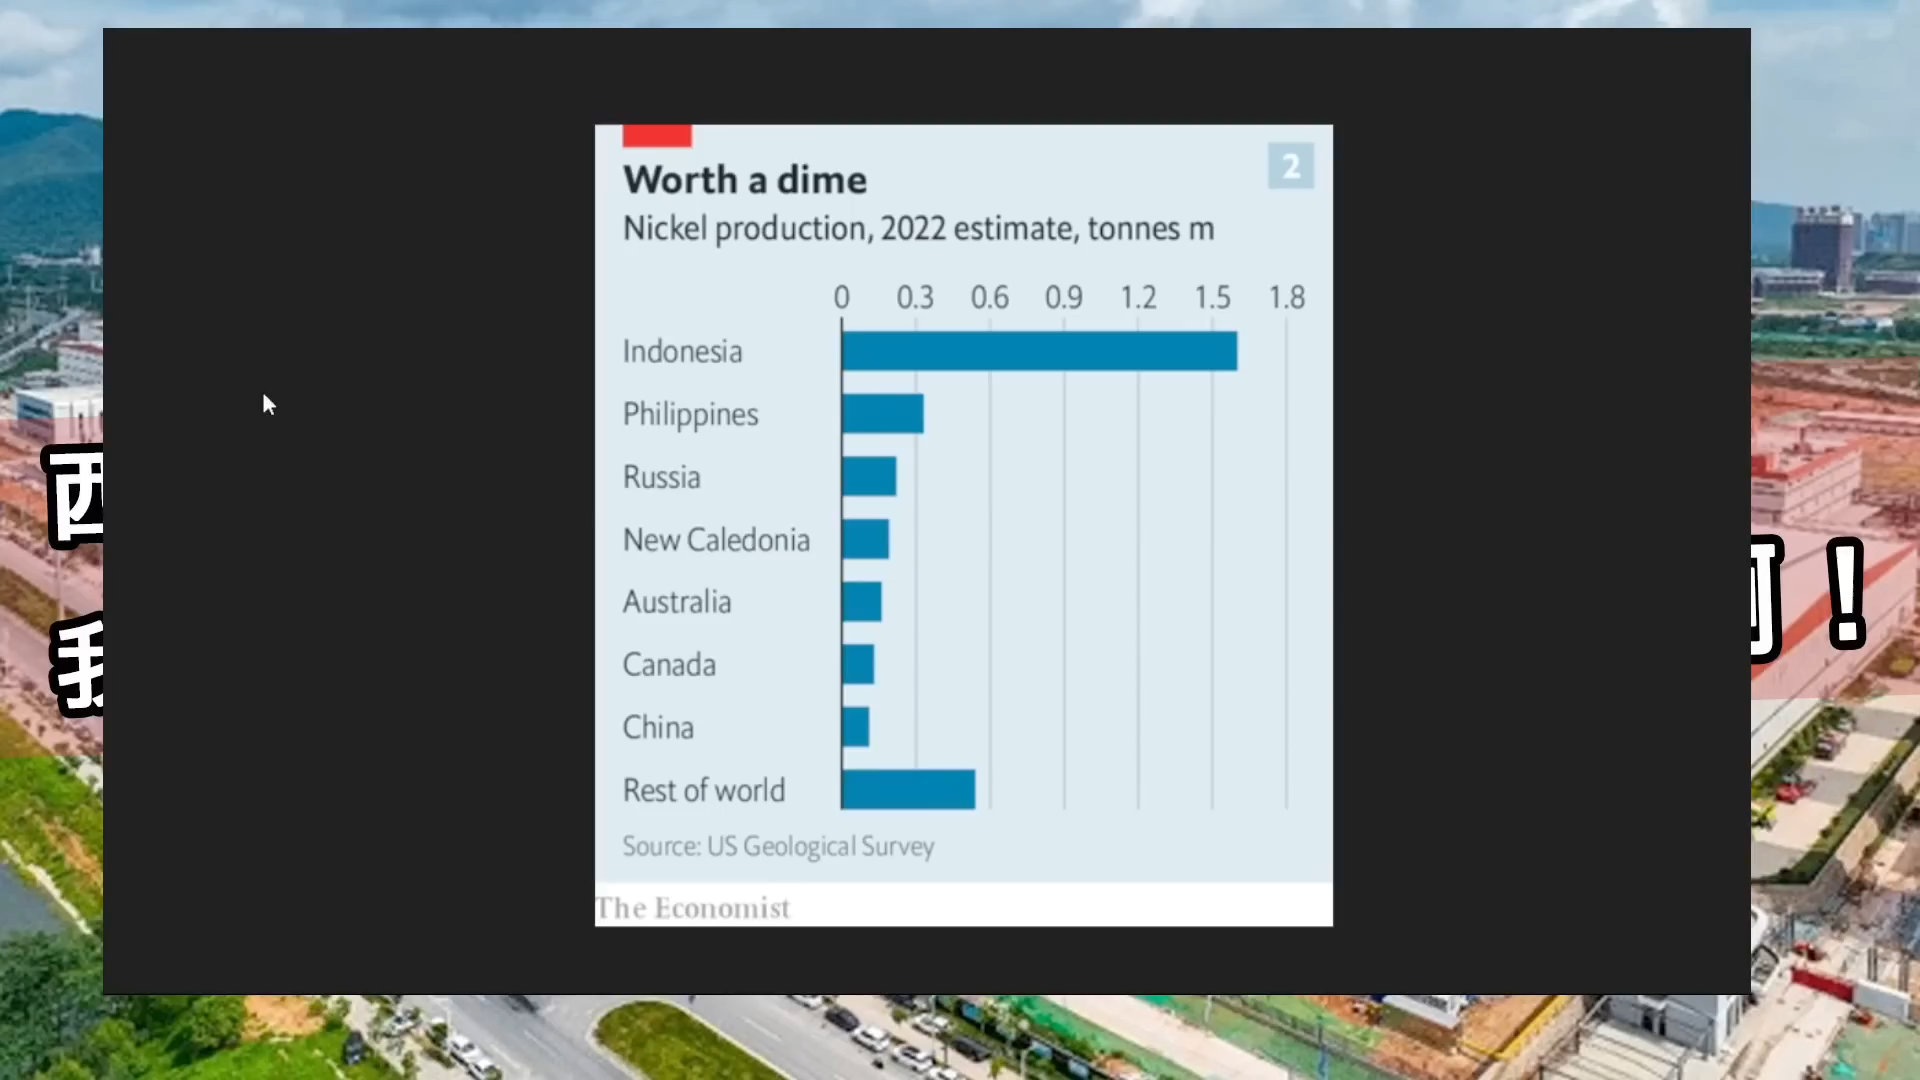 Worth a dime
2
Nickel production, 2022 estimate, tonnes m
0 0.3 0.6 0.9 1.2 1.5 1.8
Indonesia
Philippines
Russia
New Caledonia
Australia
Canada
China
Rest of world
Source: US Geological Survey
The Economist
西
我
！